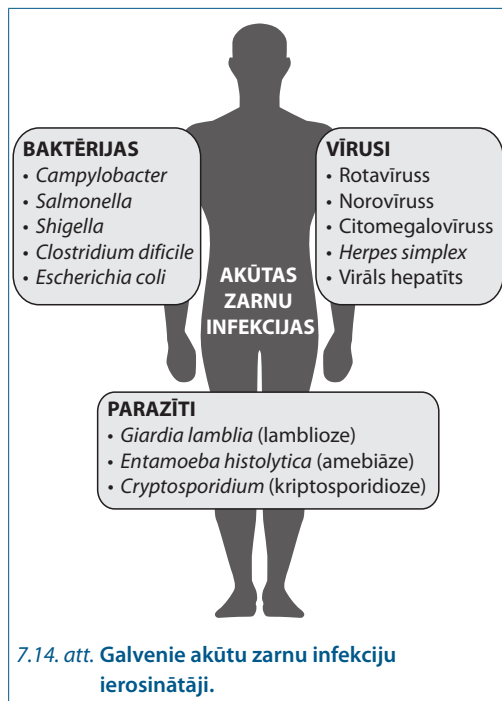 BAKTĒRIJAS
• Campylobacter
• Salmonella
• Shigella
• Clostridium dificile
• Escherichia coli
VĪRUSI
• Rotavīruss
• Norovīruss
• Citomegalovīruss
• Herpes simplex
• Virāls hepatīts
AKŪTAS
ZARNU
INFEKCIJAS
PARAZĪTI
• Giardia lamblia (lamblioze)
• Entamoeba histolytica (amebiāze)
• Cryptosporidium (kriptosporidioze)
7.14. att. Galvenie akūtu zarnu infekciju
ierosinātāji.